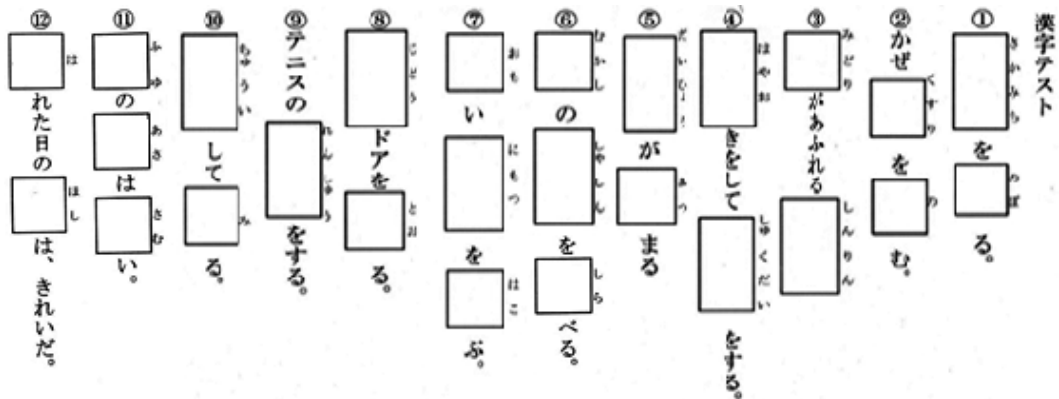 漢字テスト
① さかみち を のぼ る。
② かぜ くすり を の む。
③ みどり があふれる しんりん
④ はやお きをして しゅくだい をする。
⑤ だいひょう が あつ まる
⑥ むかし の しゃしん を しら べる。
⑦ おも い にもつ を はこ ぶ。
⑧ じどう ドアを とお る。
⑨ テニスの れんしゅう をする。
⑩ ちゅうい して み る。
⑪ ふゆ の あさ は さむ い。
⑫ は れた日の ほし は、きれいだ。